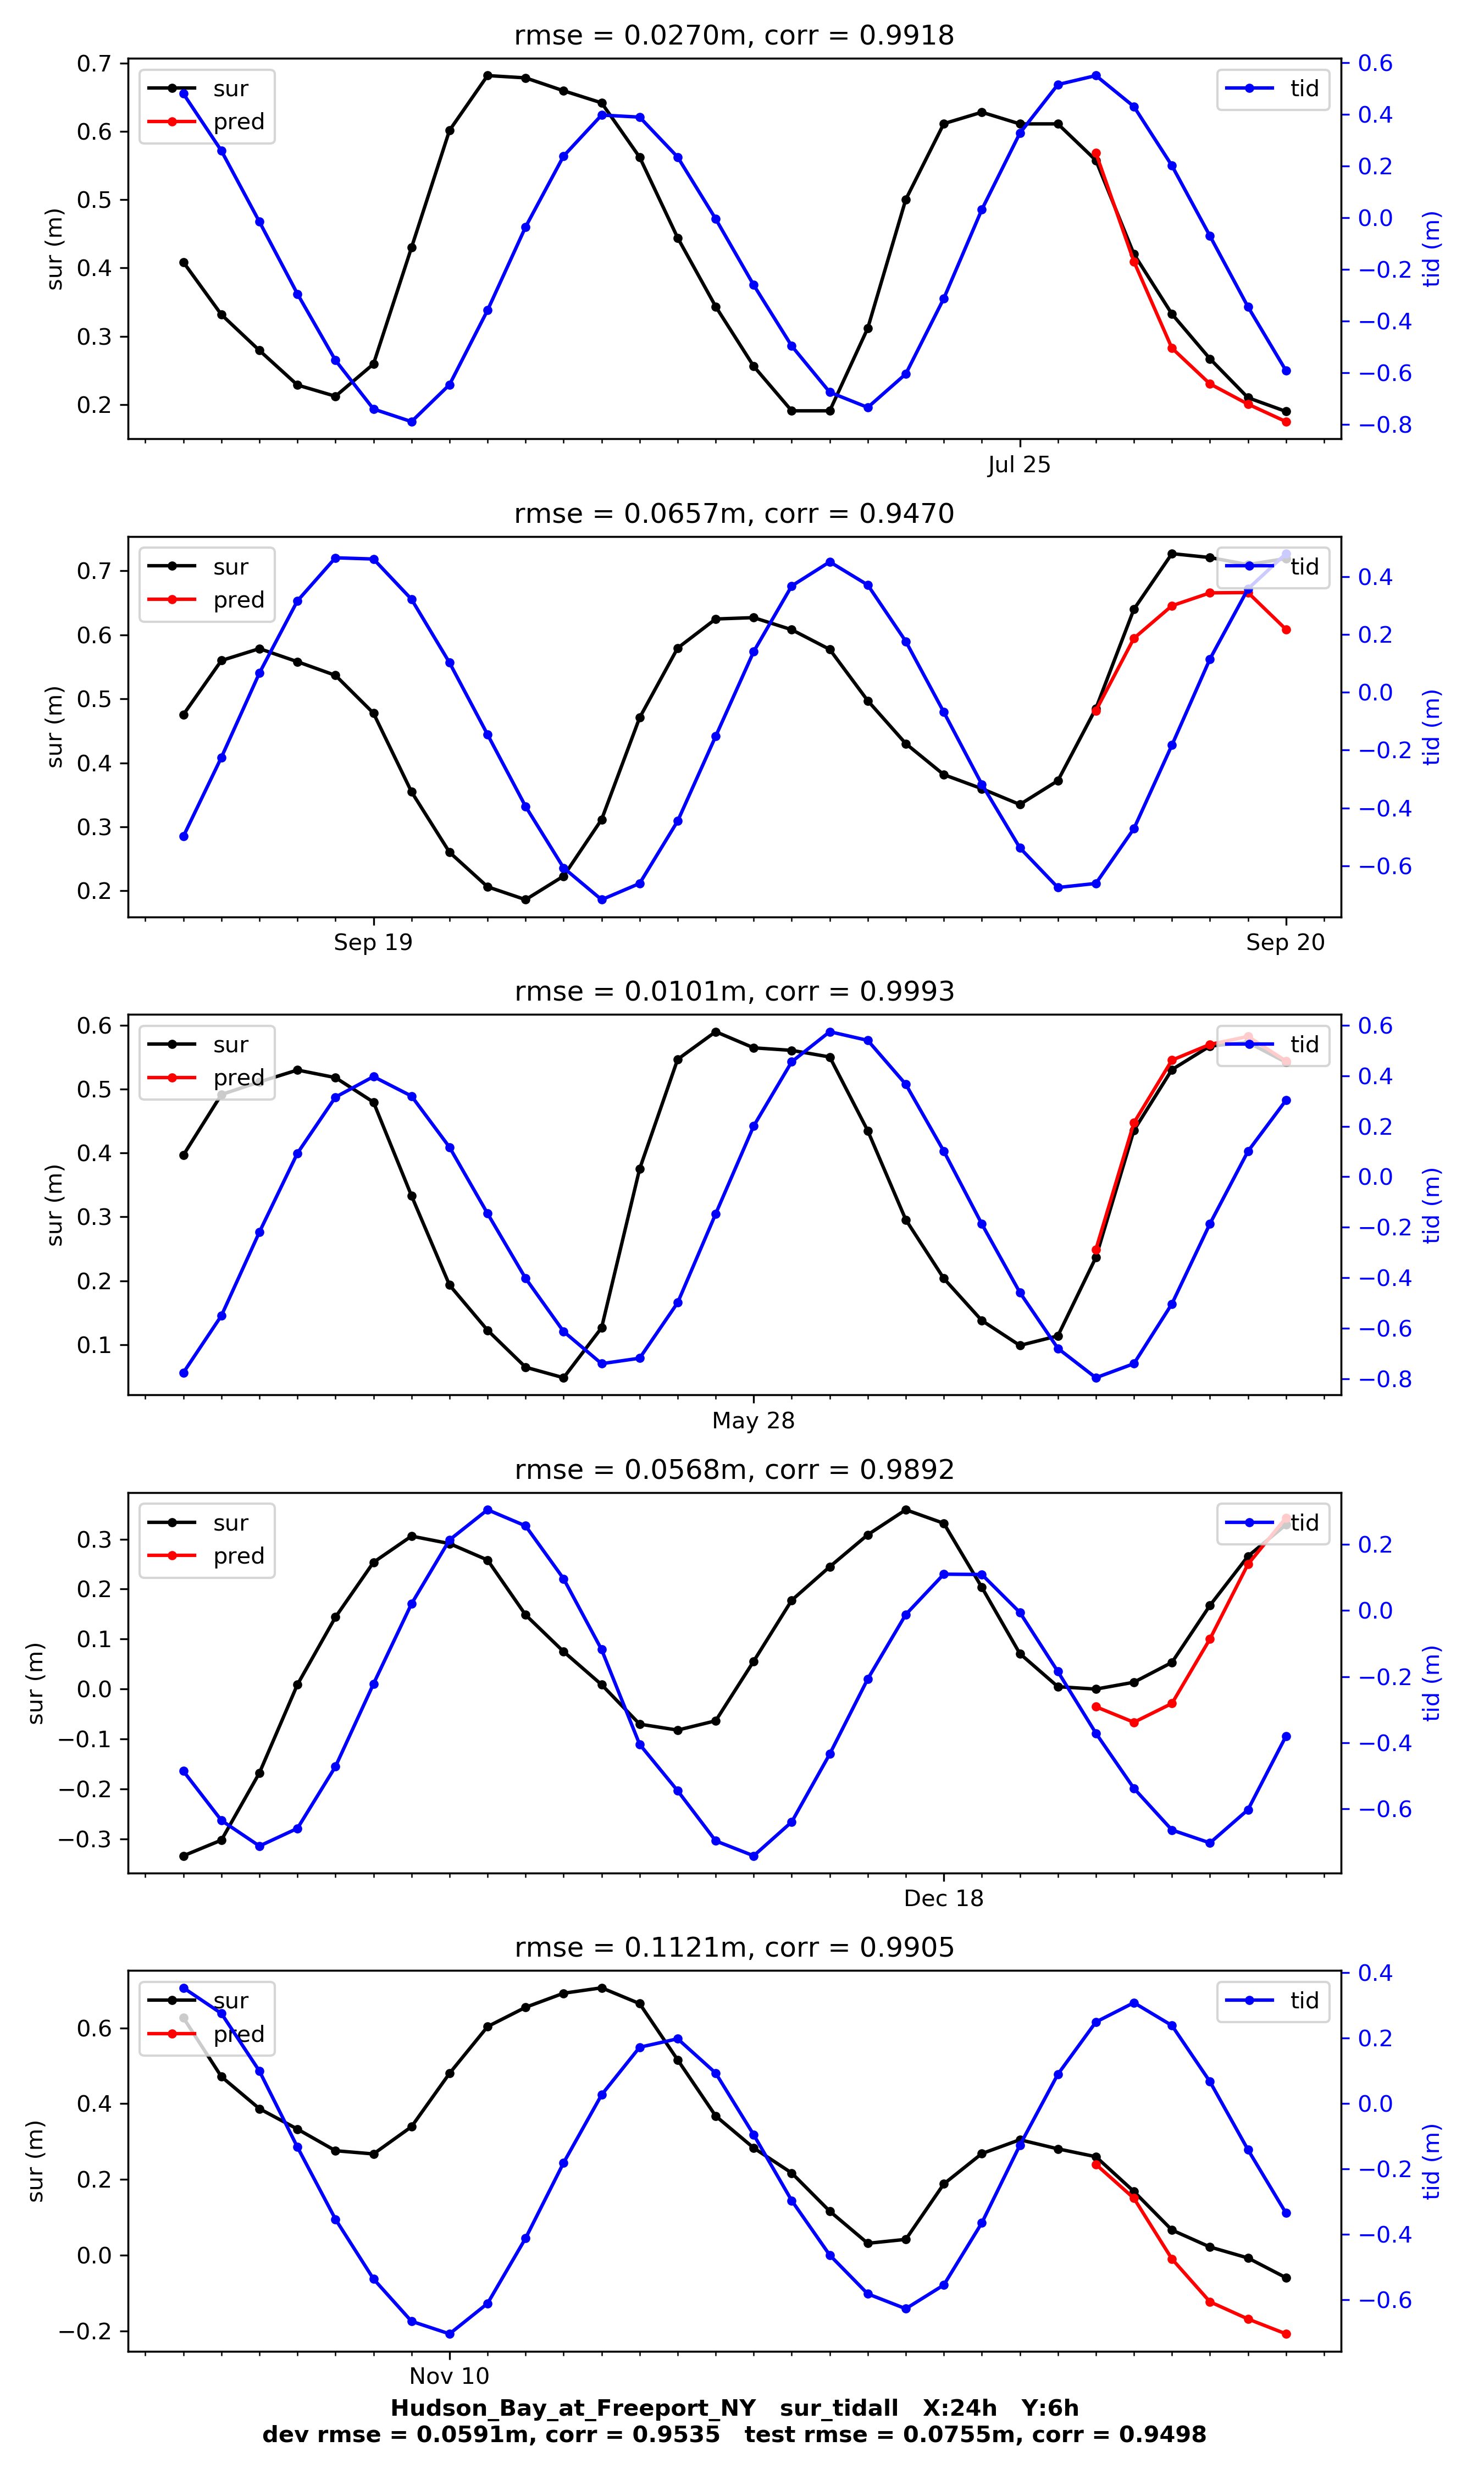 rmse = 0.0270m, corr = 0.9918
0.7
0.6
0.5
0.4
0.3
0.2
sur (m)
sur
pred
tid
0.6
0.4
0.2
0.0
−0.2
−0.4
−0.6
−0.8
tid (m)
Jul 25
rmse = 0.0657m, corr = 0.9470
0.7
0.6
0.5
0.4
0.3
0.2
sur (m)
sur
pred
tid
0.4
0.2
0.0
−0.2
−0.4
−0.6
tid (m)
Sep 19
Sep 20
rmse = 0.0101m, corr = 0.9993
0.6
0.5
0.4
0.3
0.2
0.1
sur (m)
sur
pred
tid
0.6
0.4
0.2
0.0
−0.2
−0.4
−0.6
−0.8
tid (m)
May 28
rmse = 0.0568m, corr = 0.9892
0.3
0.2
0.1
0.0
−0.1
−0.2
−0.3
sur (m)
sur
pred
tid
0.2
0.0
−0.2
−0.4
−0.6
tid (m)
Dec 18
rmse = 0.1121m, corr = 0.9905
0.6
0.4
0.2
0.0
−0.2
sur (m)
sur
pred
tid
0.4
0.2
0.0
−0.2
−0.4
−0.6
tid (m)
Nov 10
Hudson_Bay_at_Freeport_NY sur_tidall X:24h Y:6h
dev rmse = 0.0591m, corr = 0.9535 test rmse = 0.0755m, corr = 0.9498